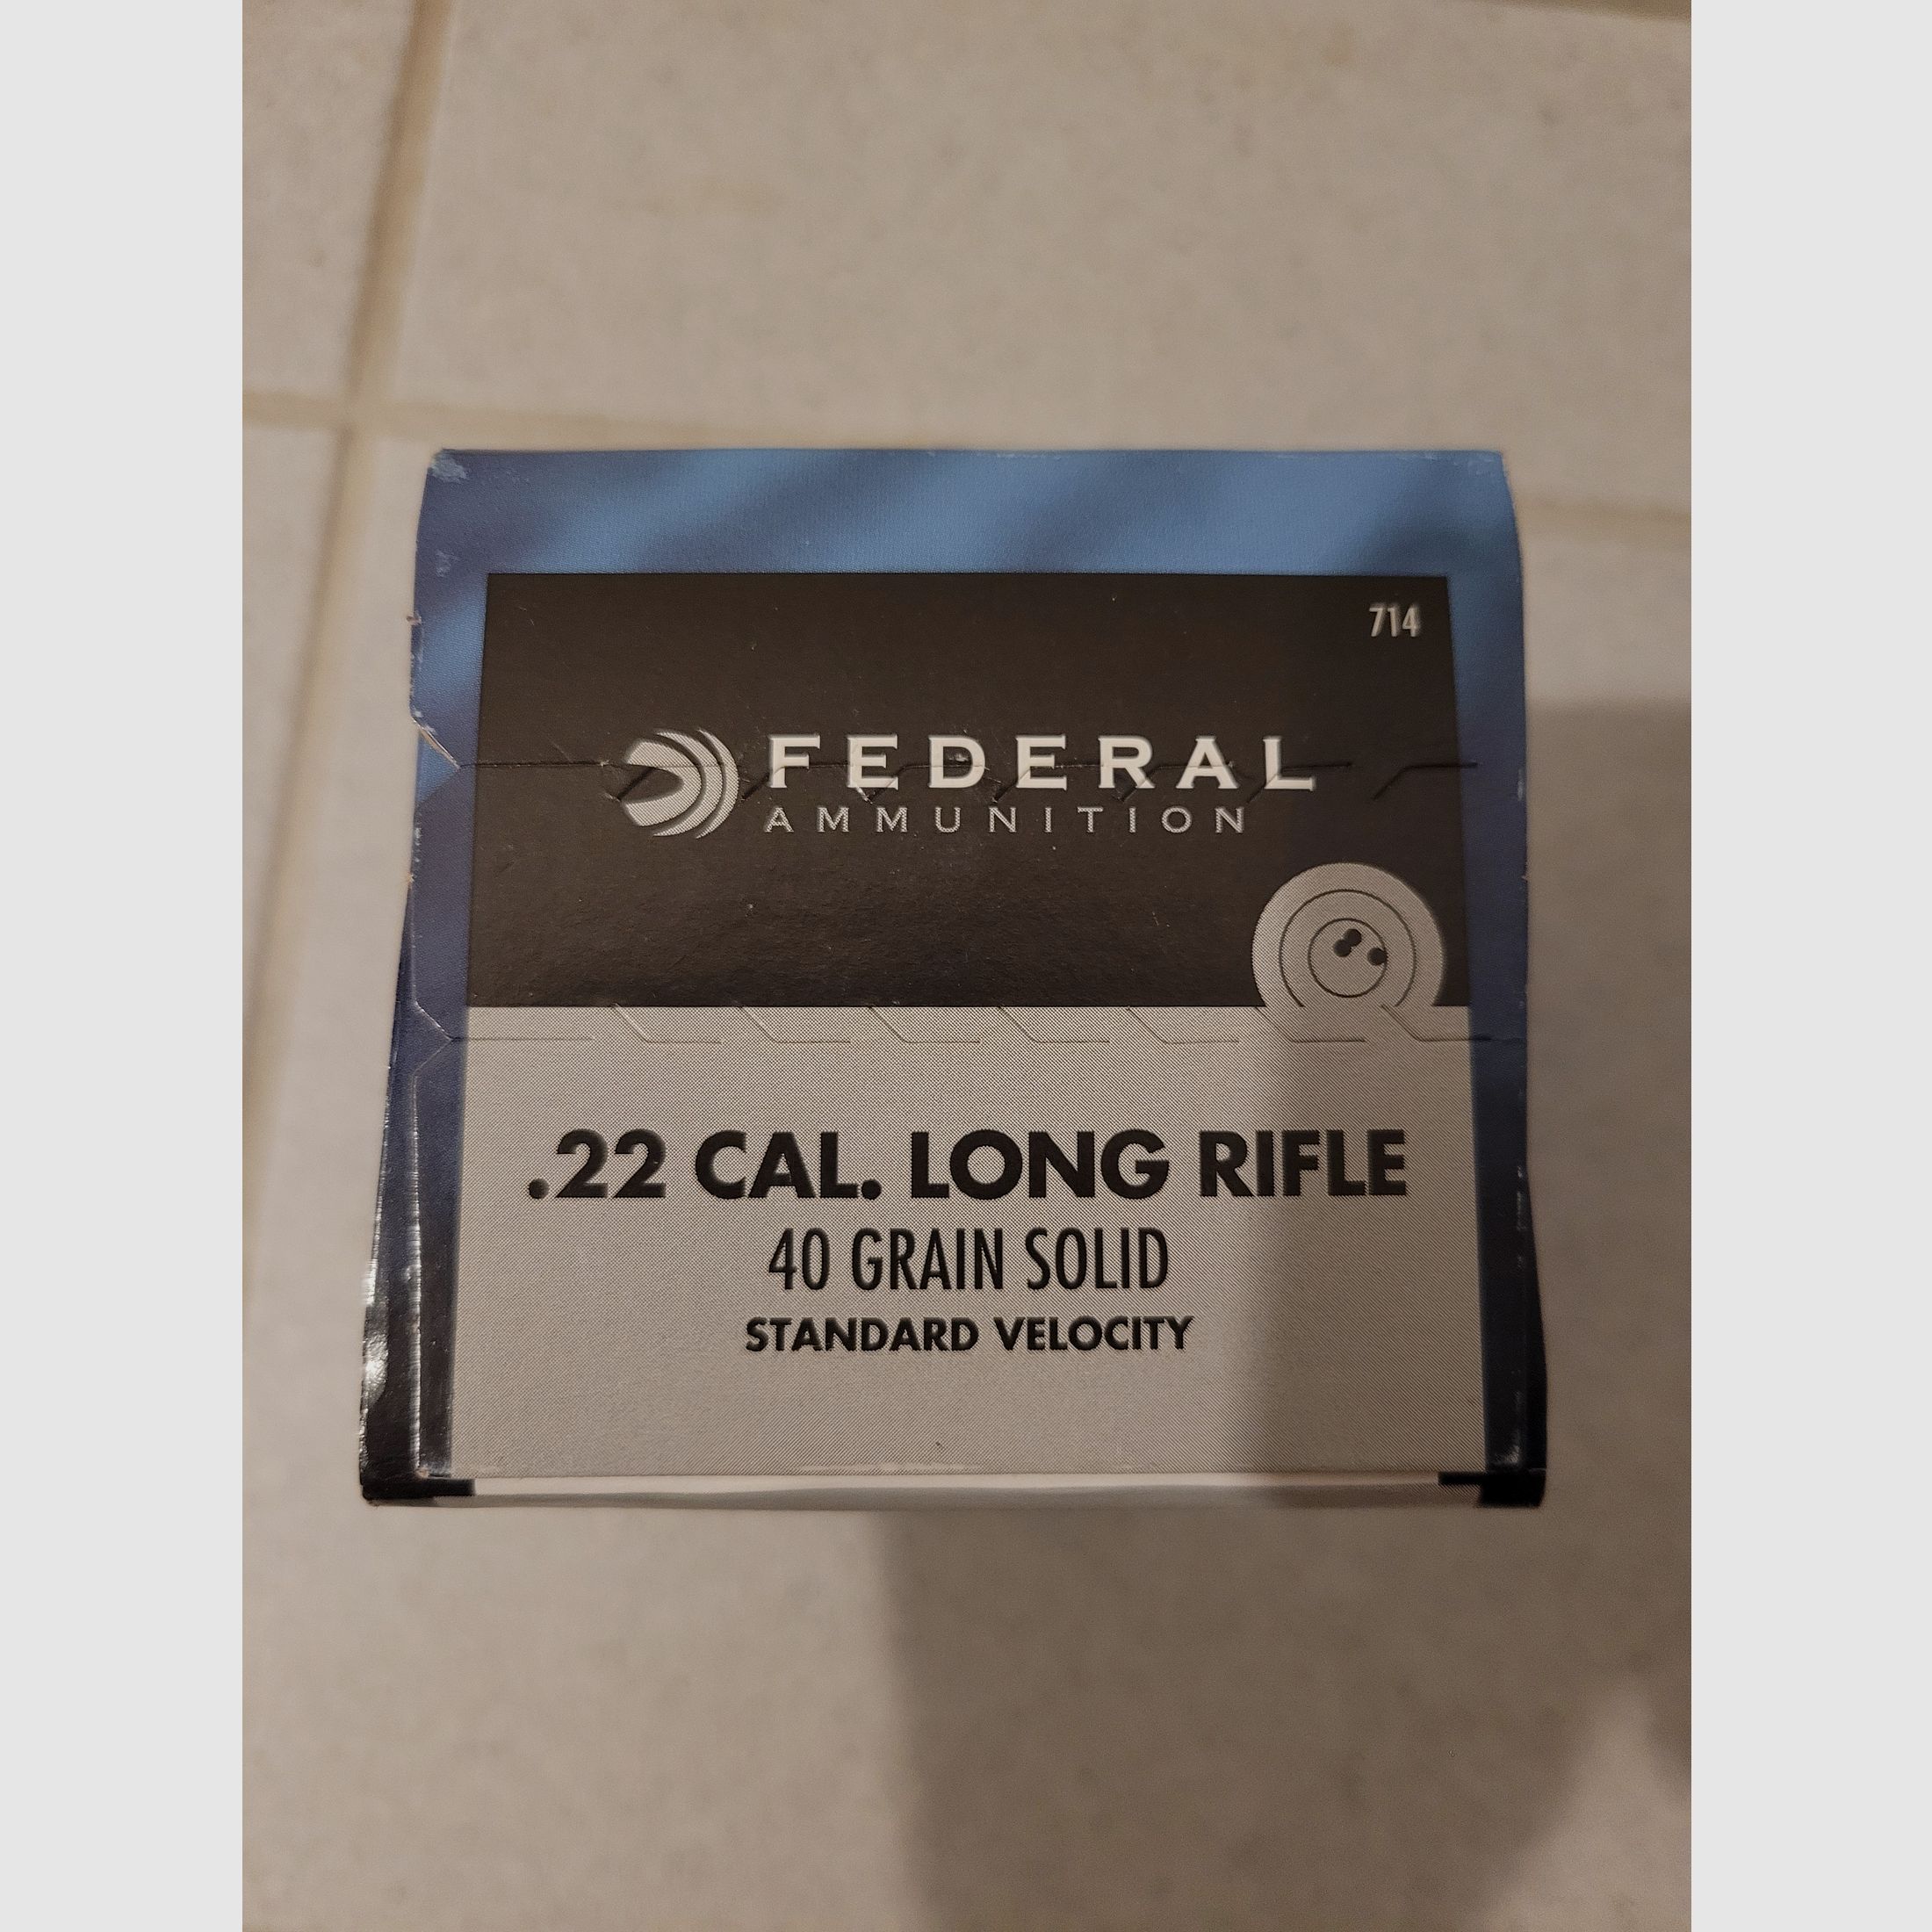 714
FEDERAL
AMMUNITION
.22 CAL. LONG RIFLE
40 GRAIN SOLID
STANDARD VELOCITY